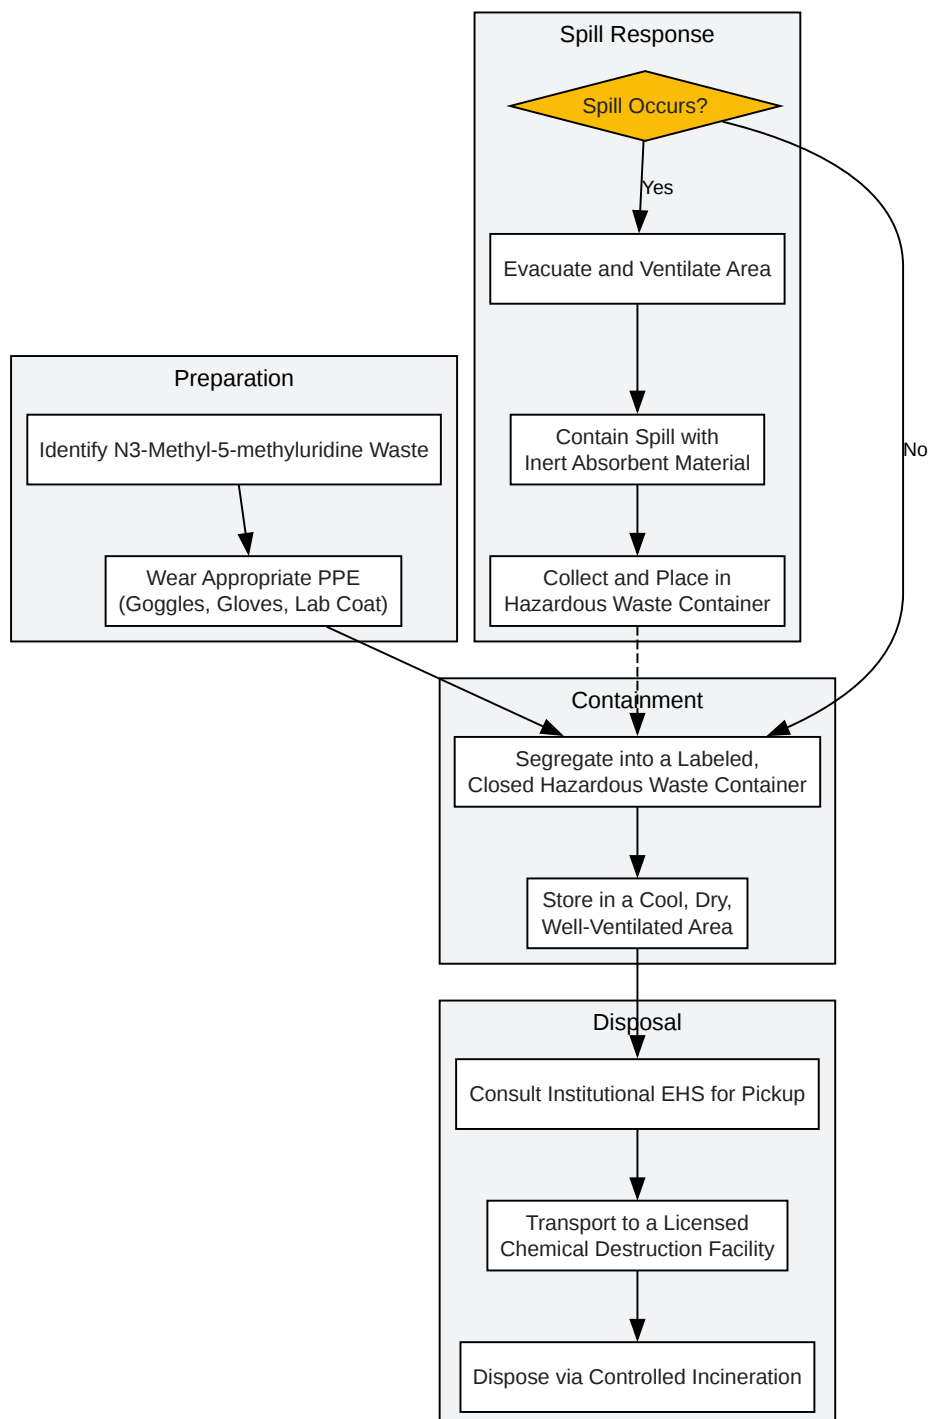 Spill Response
Spill Occurs?
Yes
Evacuate and Ventilate Area
Preparation
Identify N3-Methyl-5-methyluridine Waste
Contain Spill with
Inert Absorbent Material
No
Wear Appropriate PPE
(Goggles, Gloves, Lab Coat)
Collect and Place in
Hazardous Waste Container
Containment
Segregate into a Labeled,
Closed Hazardous Waste Container
Store in a Cool, Dry,
Well-Ventilated Area
Disposal
Consult Institutional EHS for Pickup
Transport to a Licensed
Chemical Destruction Facility
Dispose via Controlled Incineration